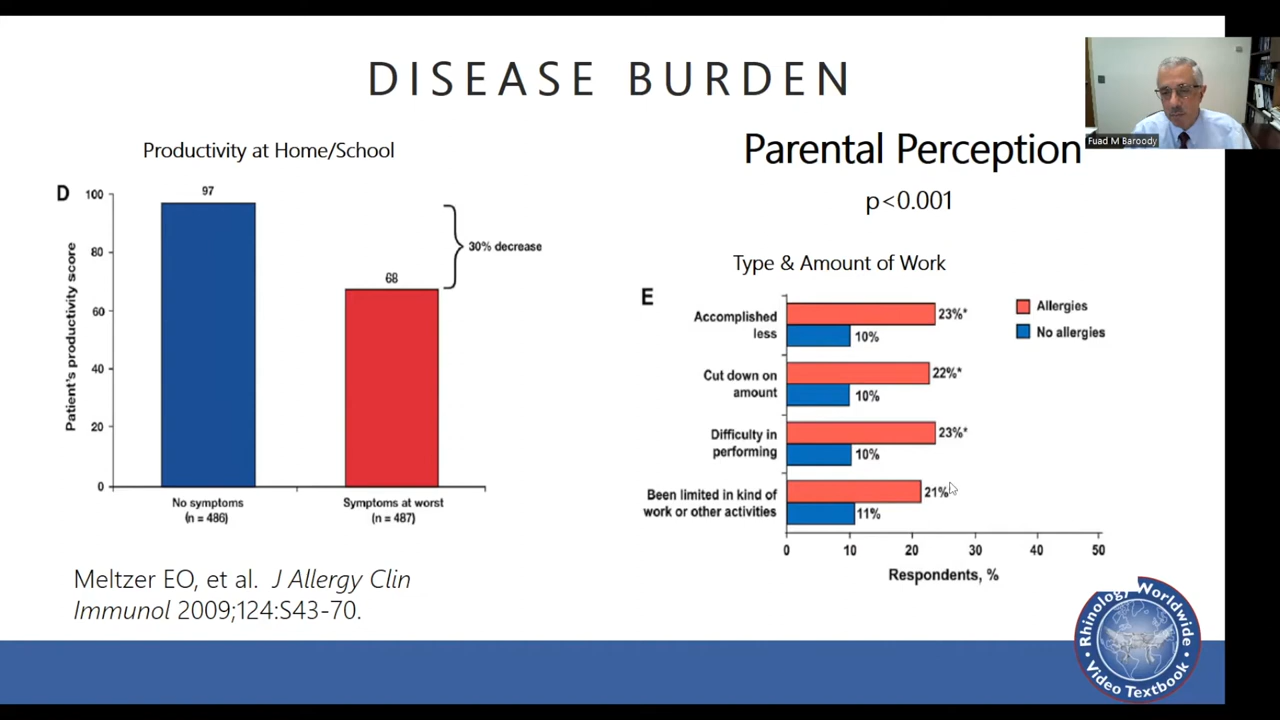 DISEASE BURDEN
Fuad M Baroody
Productivity at Home/School
D
Patient's productivity score
100
80
60
40
20
0
97
68
30% decrease
No symptoms
(n = 486)
Symptoms at worst
(n = 487)
Meltzer EO, et al. J Allergy Clin
Immunol 2009;124:S43-70.
Parental Perception
p<0.001
Type & Amount of Work
E
Allergies
No allergies
Accomplished
less
23%*
10%
Cut down on
amount
22%*
10%
Difficulty in
performing
23%*
10%
Been limited in kind of
work or other activities
21%
11%
0 10 20 30 40 50
Respondents, %
Rhinology Worldwide
Video Textbook